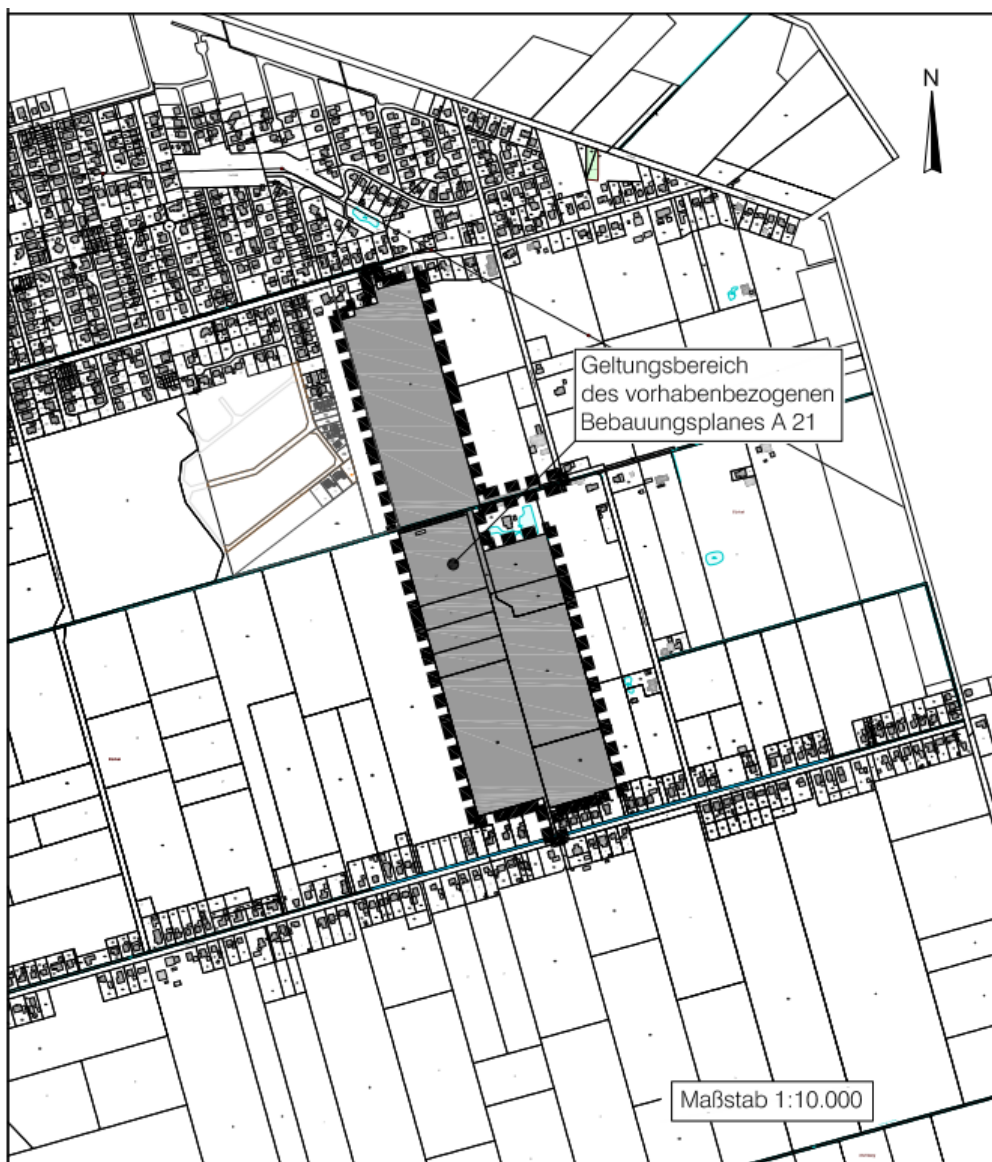 N
Geltungsbereich
des vorhabenbezogenen
Bebauungsplanes A 21
Maßstab 1:10.000